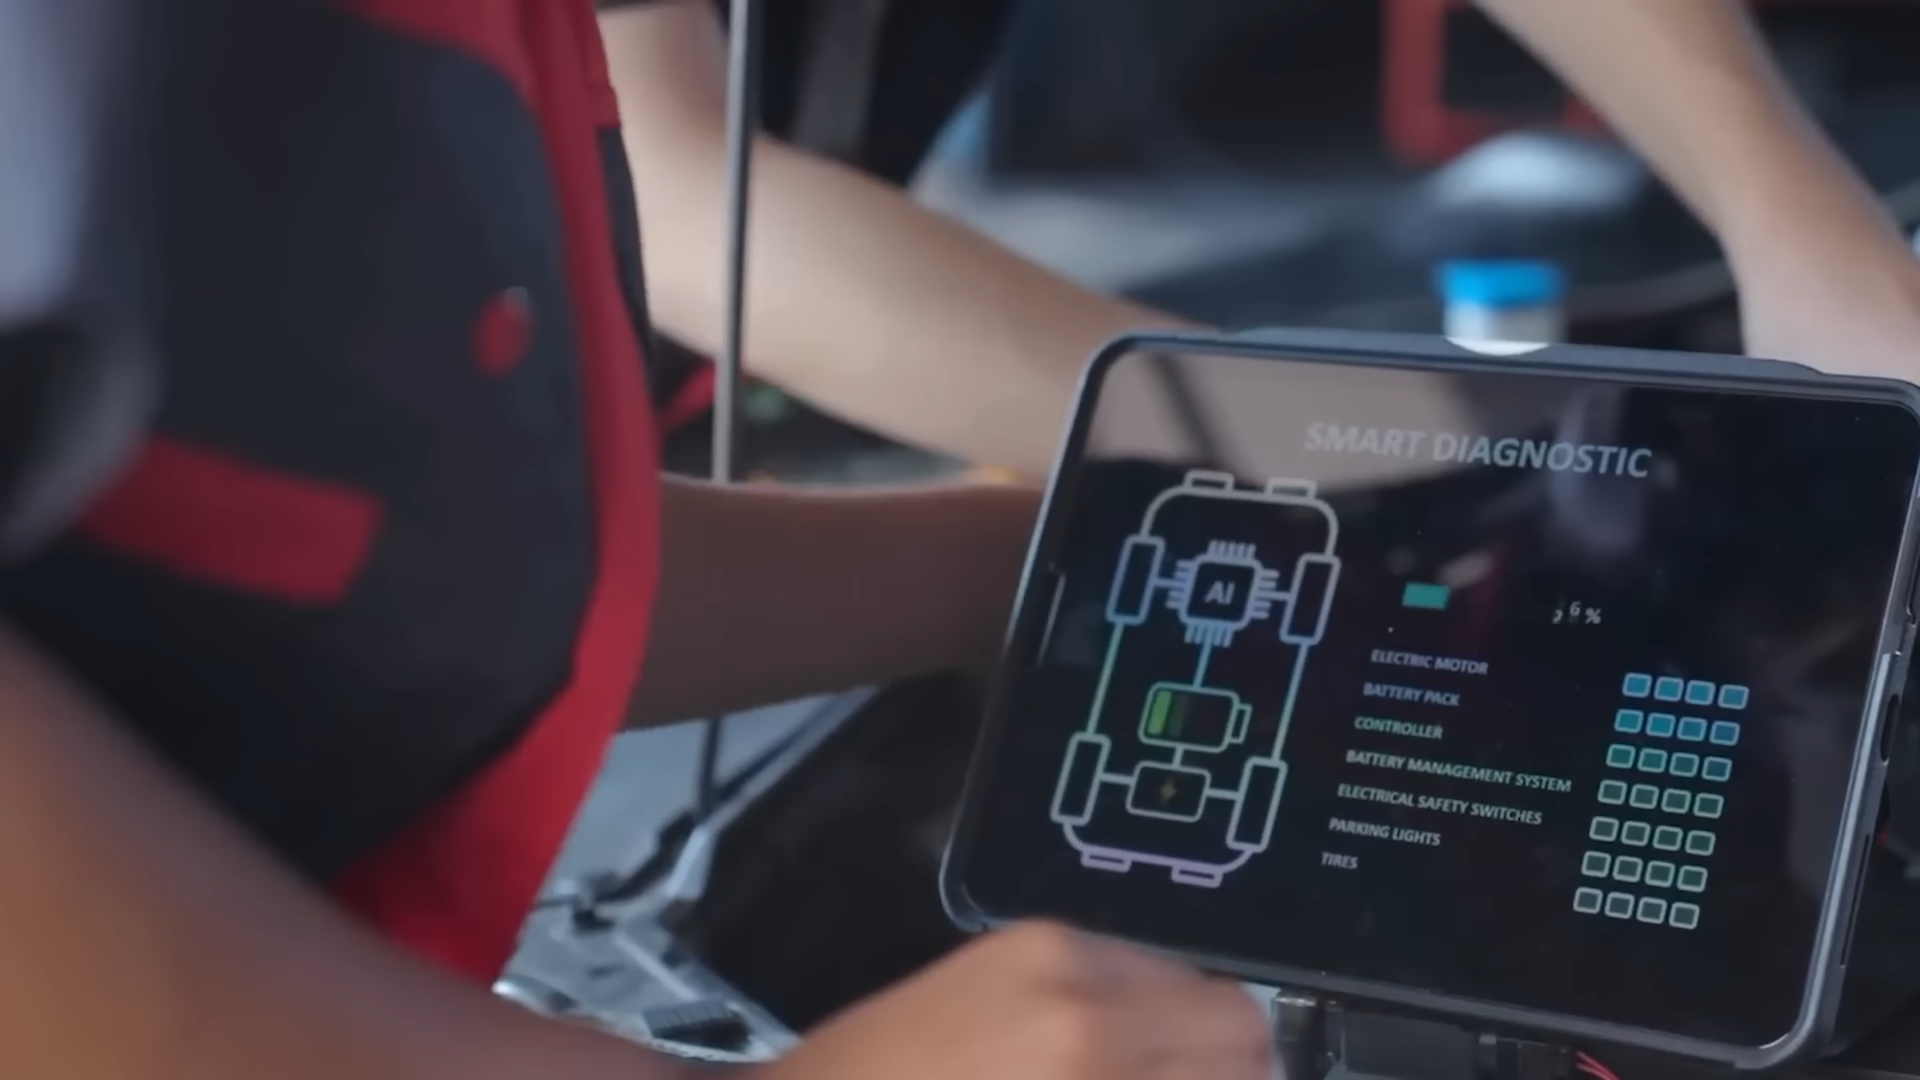 SMART DIAGNOSTIC
AI
ELECTRIC MOTOR
BATTERY PACK
CONTROLLER
BATTERY MANAGEMENT SYSTEM
ELECTRICAL SAFETY SWITCHES
PARKING LIGHTS
TIRES